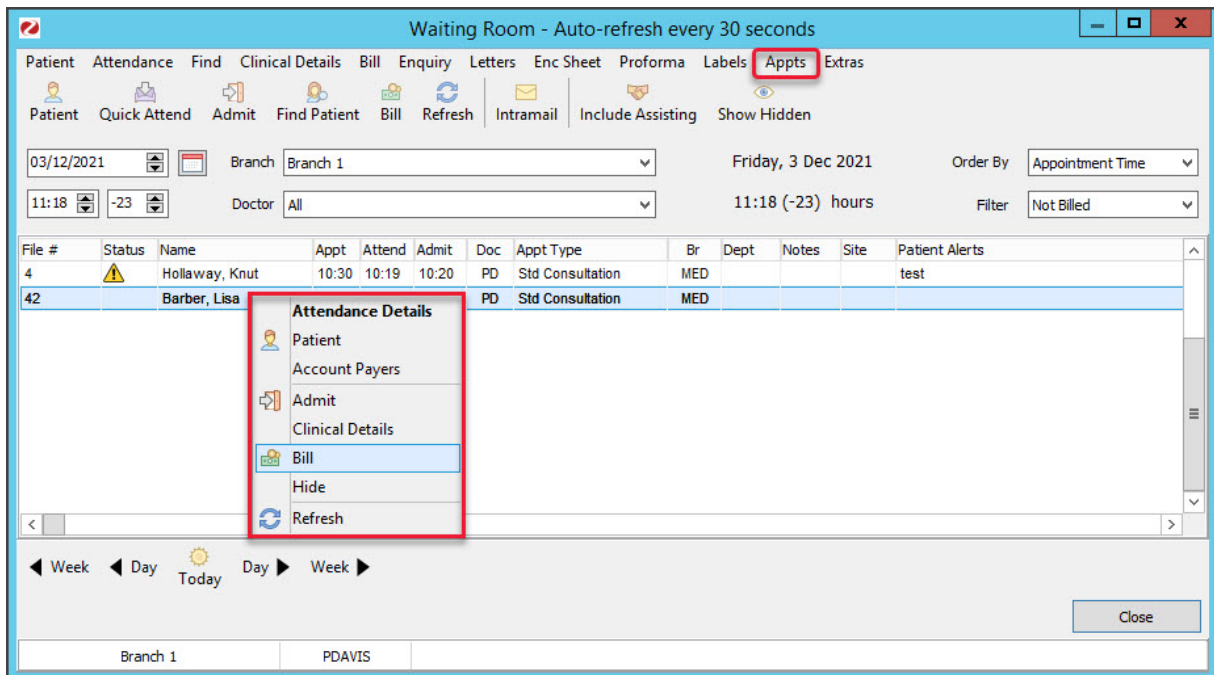 Waiting Room - Auto-refresh every 30 seconds
Patient Attendance Find Clinical Details Bill Enquiry Letters Enc Sheet Proforma Labels Appts Extras
Patient Quick Attend Admit Find Patient Bill Refresh Intramail Include Assisting Show Hidden
03/12/2021 Branch Branch 1 Friday, 3 Dec 2021 Order By Appointment Time
11:18 -23 Doctor All 11:18 (-23) hours Filter Not Billed
File # Status Name Appt Attend Admit Doc Appt Type Br Dept Notes Site Patient Alerts
4 Hollaway, Knut 10:30 10:19 10:20 PD Std Consultation MED test
42 Barber, Lisa PD Std Consultation MED
Attendance Details
Patient
Account Payers
Admit
Clinical Details
Bill
Hide
Refresh
Week Day Today Day Week
Close
Branch 1 PDAVIS